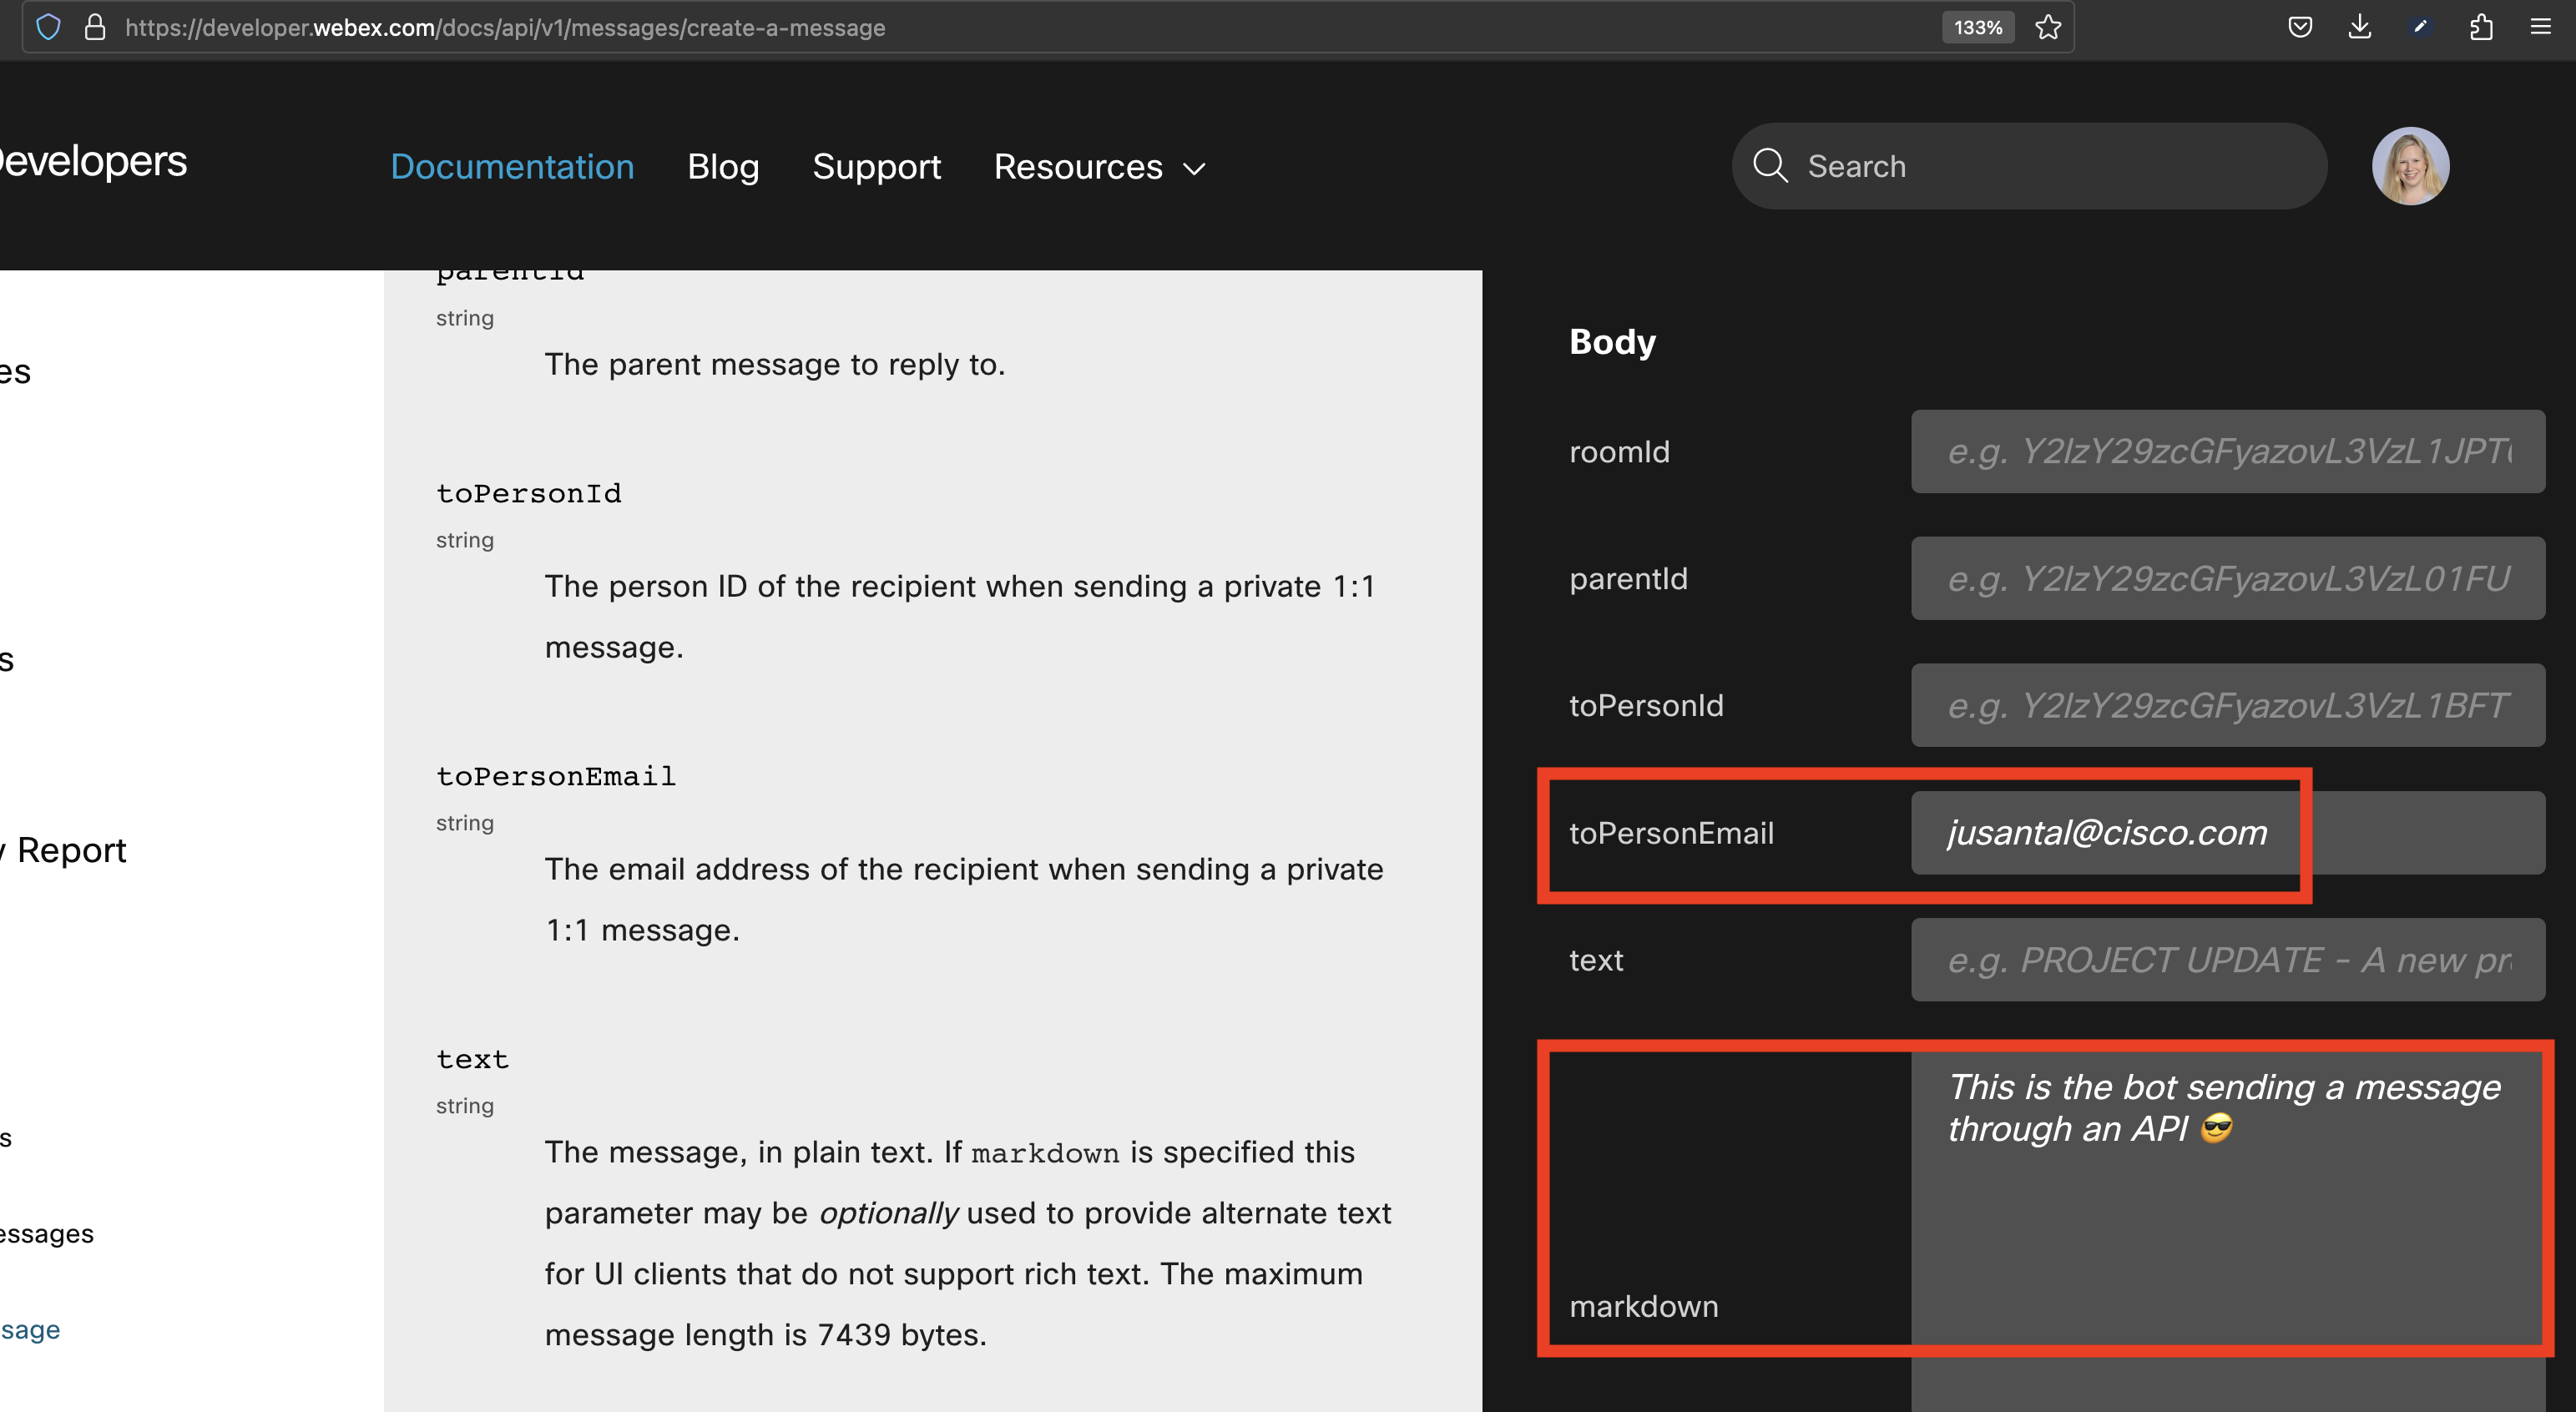 https://developer.webex.com/docs/api/v1/messages/create-a-message
133%
Developers
Documentation
Blog
Support
Resources
Search
es
s
y Report
s
essages
sage
parentId
string
The parent message to reply to.
toPersonId
string
The person ID of the recipient when sending a private 1:1
message.
toPersonEmail
string
The email address of the recipient when sending a private
1:1 message.
text
string
The message, in plain text. If markdown is specified this
parameter may be optionally used to provide alternate text
for UI clients that do not support rich text. The maximum
message length is 7439 bytes.
Body
roomId
e.g. Y2lzY29zcGFyazovL3VzL1JPT
parentId
e.g. Y2lzY29zcGFyazovL3VzL01FU
toPersonId
e.g. Y2lzY29zcGFyazovL3VzL1BFT
toPersonEmail
jusantal@cisco.com
text
e.g. PROJECT UPDATE - A new pr
markdown
This is the bot sending a message
through an API 😎